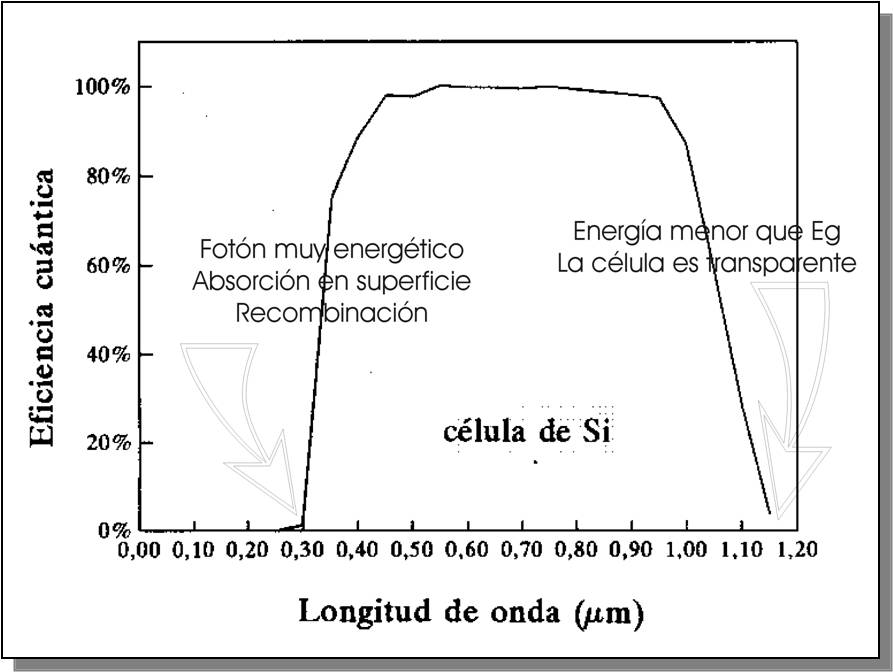 100%
80%
60%
40%
20%
0%
Eficiencia cuántica
Fotón muy energético
Absorción en superficie
Recombinación
Energía menor que Eg
La célula es transparente
célula de Si
0,00 0,10 0,20 0,30 0,40 0,50 0,60 0,70 0,80 0,90 1,00 1,10 1,20
Longitud de onda (μm)